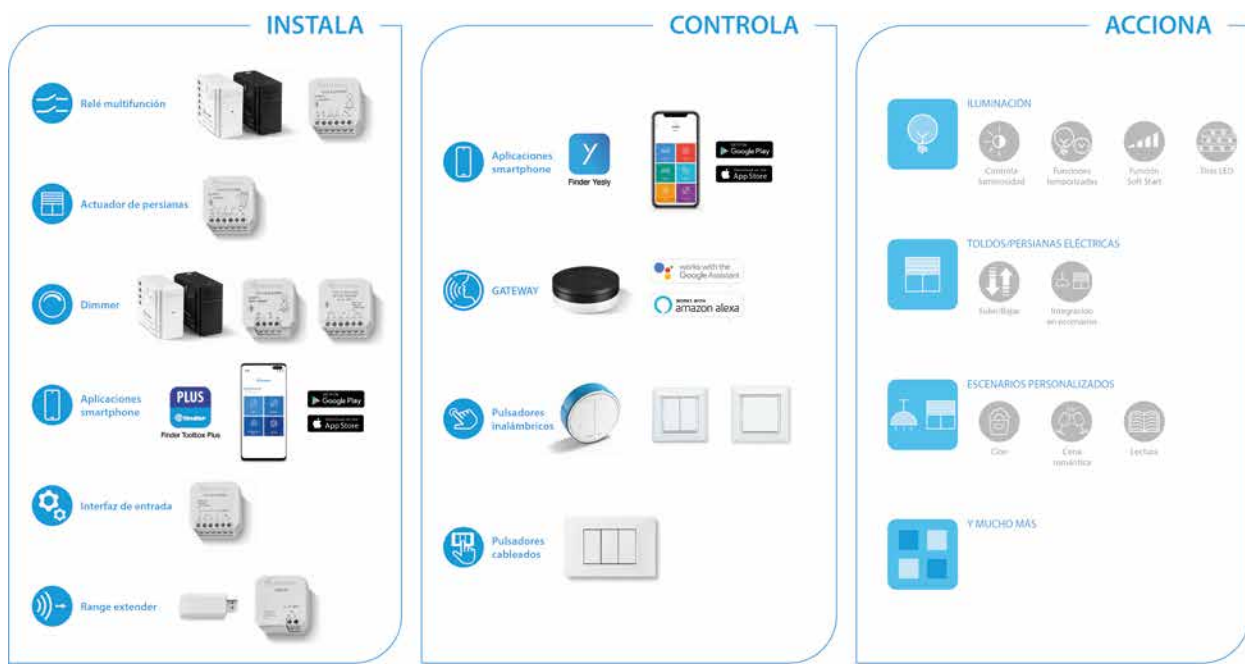 INSTALA
Relé multifunción
Actuador de persianas
Dimmer
Aplicaciones
smartphone
PLUS
Finder Toolbox Plus
Google Play
App Store
Interfaz de entrada
Range extender
CONTROLA
Aplicaciones
smartphone
Finder Yesly
Google Play
App Store
GATEWAY
works with the
Google Assistant
WORKS WITH
amazon alexa
Pulsadores
inalámbricos
Pulsadores
cableados
ACCIONA
ILUMINACIÓN
Controla
luminosidad
Funciones
temporizadas
Función
Soft Start
Tiras LED
TOLDOS/PERSIANAS ELÉCTRICAS
Subir/Bajar
Integración
en escenarios
ESCENARIOS PERSONALIZADOS
Cine
Cena
romántica
Lectura
Y MUCHO MÁS